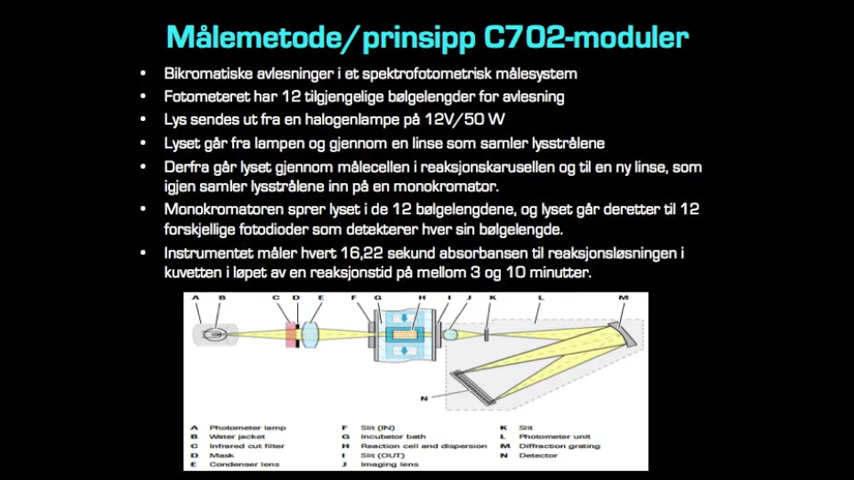 Målemetode/prinsipp C702-moduler
• Bikromatiske avlesninger i et spektrofotometrisk målesystem
• Fotometeret har 12 tilgjengelige bølgelengder for avlesning
• Lys sendes ut fra en halogenlampe på 12V/50 W
• Lyset går fra lampen og gjennom en linse som samler lysstrålene
• Derfra går lyset gjennom målecellen i reaksjonskarusellen og til en ny linse, som
igjen samler lysstrålene inn på en monokromator.
• Monokromatoren sprer lyset i de 12 bølgelengdene, og lyset går deretter til 12
forskjellige fotodioder som detekterer hver sin bølgelengde.
• Instrumentet måler hvert 16,22 sekund absorbansen til reaksjonsløsningen i
kuvetten i løpet av en reaksjonstid på mellom 3 og 10 minutter.
A B C D E F G H I J K L M
N
A Photometer lamp F Slit (IN) K Slit
B Water jacket G Incubator bath L Photometer unit
C Infrared cut filter H Reaction cell and dispersion M Diffraction grating
D Mask I Slit (OUT) N Detector
E Condenser lens J Imaging lens